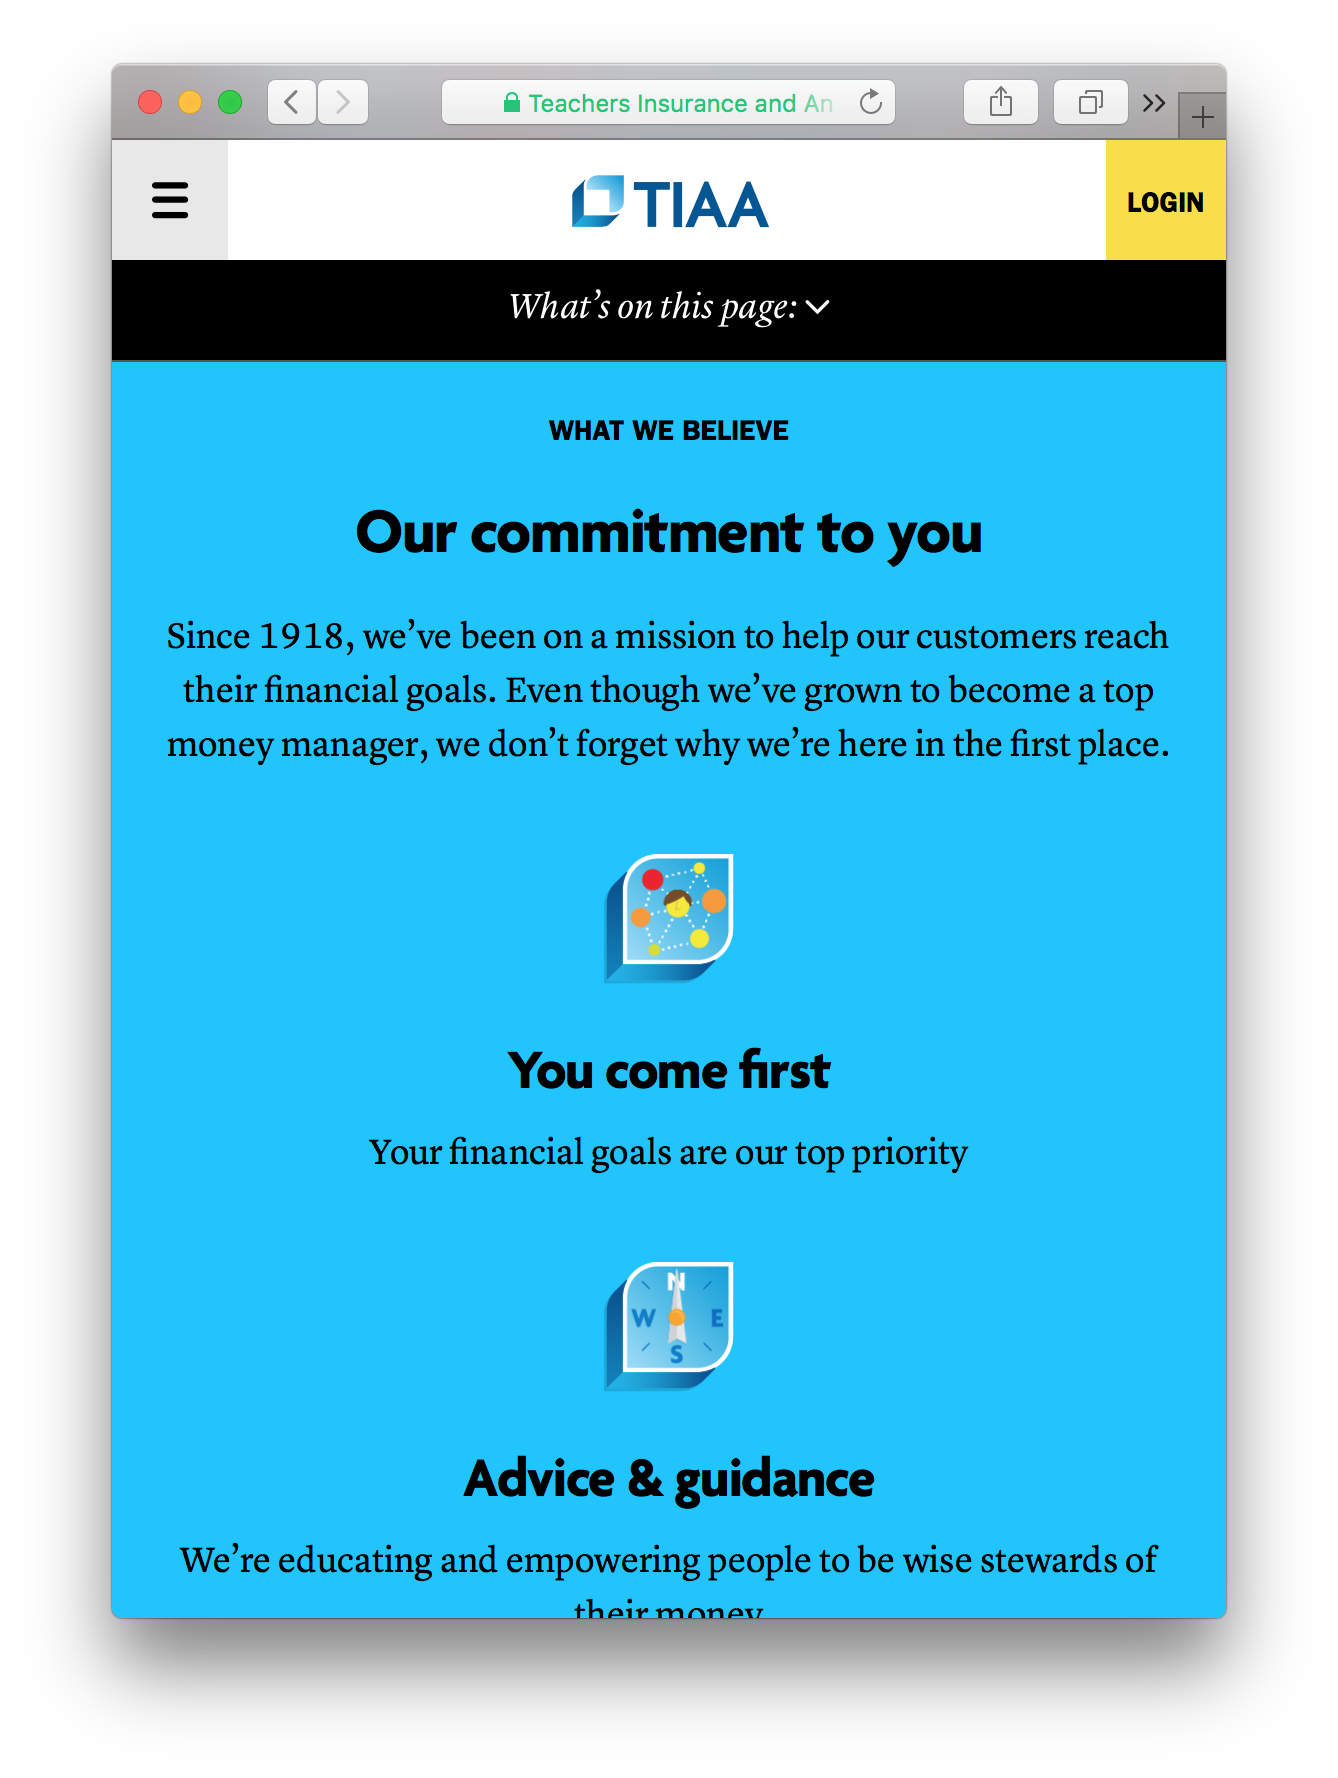 Teachers Insurance and An
TIAA
LOGIN
What’s on this page:
WHAT WE BELIEVE
Our commitment to you
Since 1918, we’ve been on a mission to help our customers reach
their financial goals. Even though we’ve grown to become a top
money manager, we don’t forget why we’re here in the first place.
You come first
Your financial goals are our top priority
N
W E
S
Advice & guidance
We’re educating and empowering people to be wise stewards of
their money